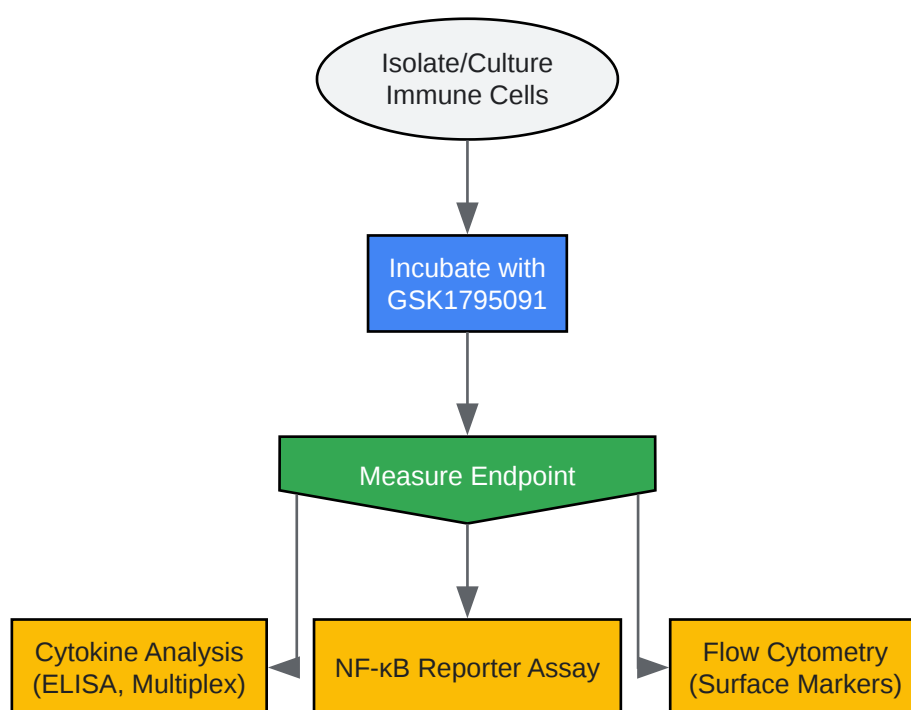 Isolate/Culture
Immune Cells
Incubate with
GSK1795091
Measure Endpoint
Cytokine Analysis
(ELISA, Multiplex)
NF-κB Reporter Assay
Flow Cytometry
(Surface Markers)